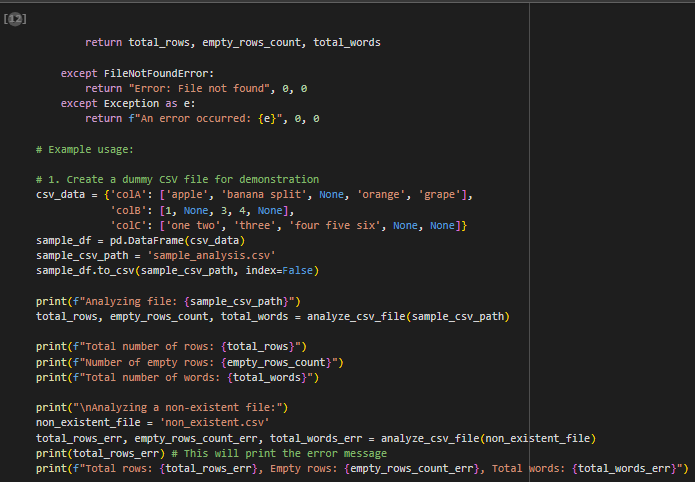 [12]
        return total_rows, empty_rows_count, total_words
    except FileNotFoundError:
        return "Error: File not found", 0, 0
    except Exception as e:
        return f"An error occurred: {e}", 0, 0
# Example usage:
# 1. Create a dummy CSV file for demonstration
csv_data = {'colA': ['apple', 'banana split', None, 'orange', 'grape'],
            'colB': [1, None, 3, 4, None],
            'colC': ['one two', 'three', 'four five six', None, None]}
sample_df = pd.DataFrame(csv_data)
sample_csv_path = 'sample_analysis.csv'
sample_df.to_csv(sample_csv_path, index=False)
print(f"Analyzing file: {sample_csv_path}")
total_rows, empty_rows_count, total_words = analyze_csv_file(sample_csv_path)
print(f"Total number of rows: {total_rows}")
print(f"Number of empty rows: {empty_rows_count}")
print(f"Total number of words: {total_words}")
print("\nAnalyzing a non-existent file:")
non_existent_file = 'non_existent.csv'
total_rows_err, empty_rows_count_err, total_words_err = analyze_csv_file(non_existent_file)
print(total_rows_err) # This will print the error message
print(f"Total rows: {total_rows_err}, Empty rows: {empty_rows_count_err}, Total words: {total_words_err}")